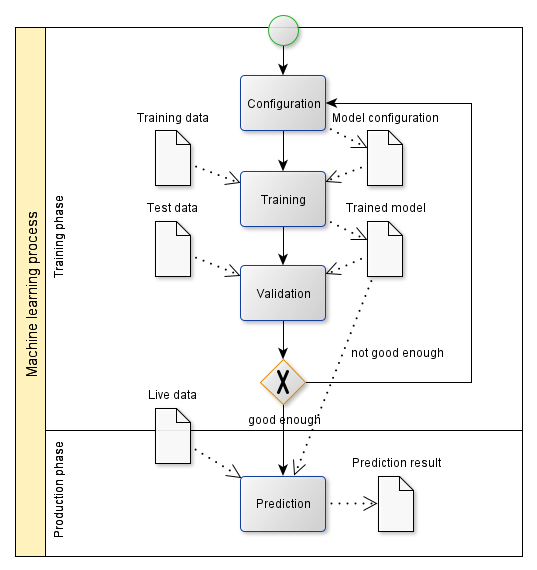 Machine learning process
Training phase
Configuration
Training data
Model configuration
Training
Test data
Trained model
Validation
not good enough
X
Live data
good enough
Production phase
Prediction
Prediction result